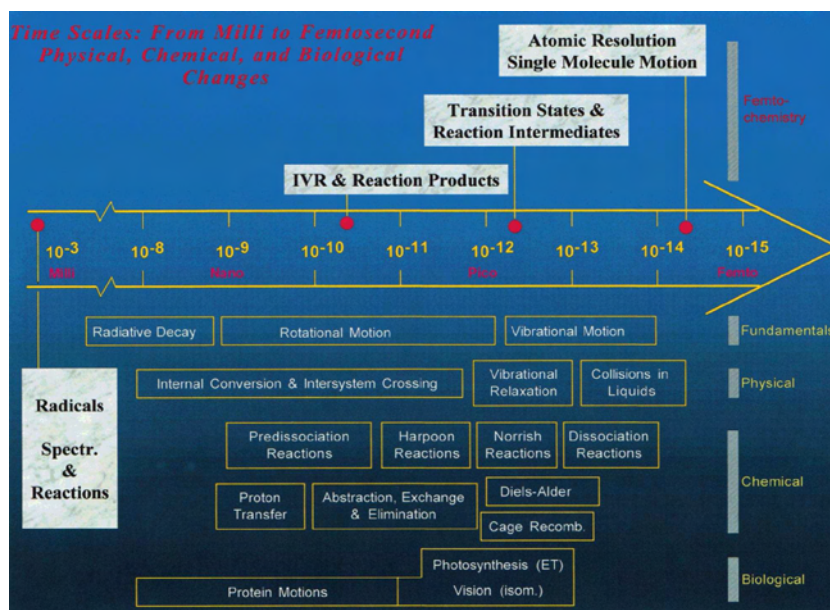 Time Scales: From Milli to Femtosecond
Physical, Chemical, and Biological
Changes
Atomic Resolution
Single Molecule Motion
Femto-
chemistry
Transition States &
Reaction Intermediates
IVR & Reaction Products
10-3 10-8 10-9 10-10 10-11 10-12 10-13 10-14 10-15
Milli Nano Pico Femto
Radiative Decay Rotational Motion Vibrational Motion Fundamentals
Internal Conversion & Intersystem Crossing
Vibrational
Relaxation
Collisions in
Liquids
Physical
Radicals
Spectr.
&
Reactions
Predissociation
Reactions
Harpoon
Reactions
Norrish
Reactions
Dissociation
Reactions
Proton
Transfer
Abstraction, Exchange
& Elimination
Diels-Alder
Cage Recomb.
Chemical
Photosynthesis (ET)
Protein Motions Vision (isom.)
Biological